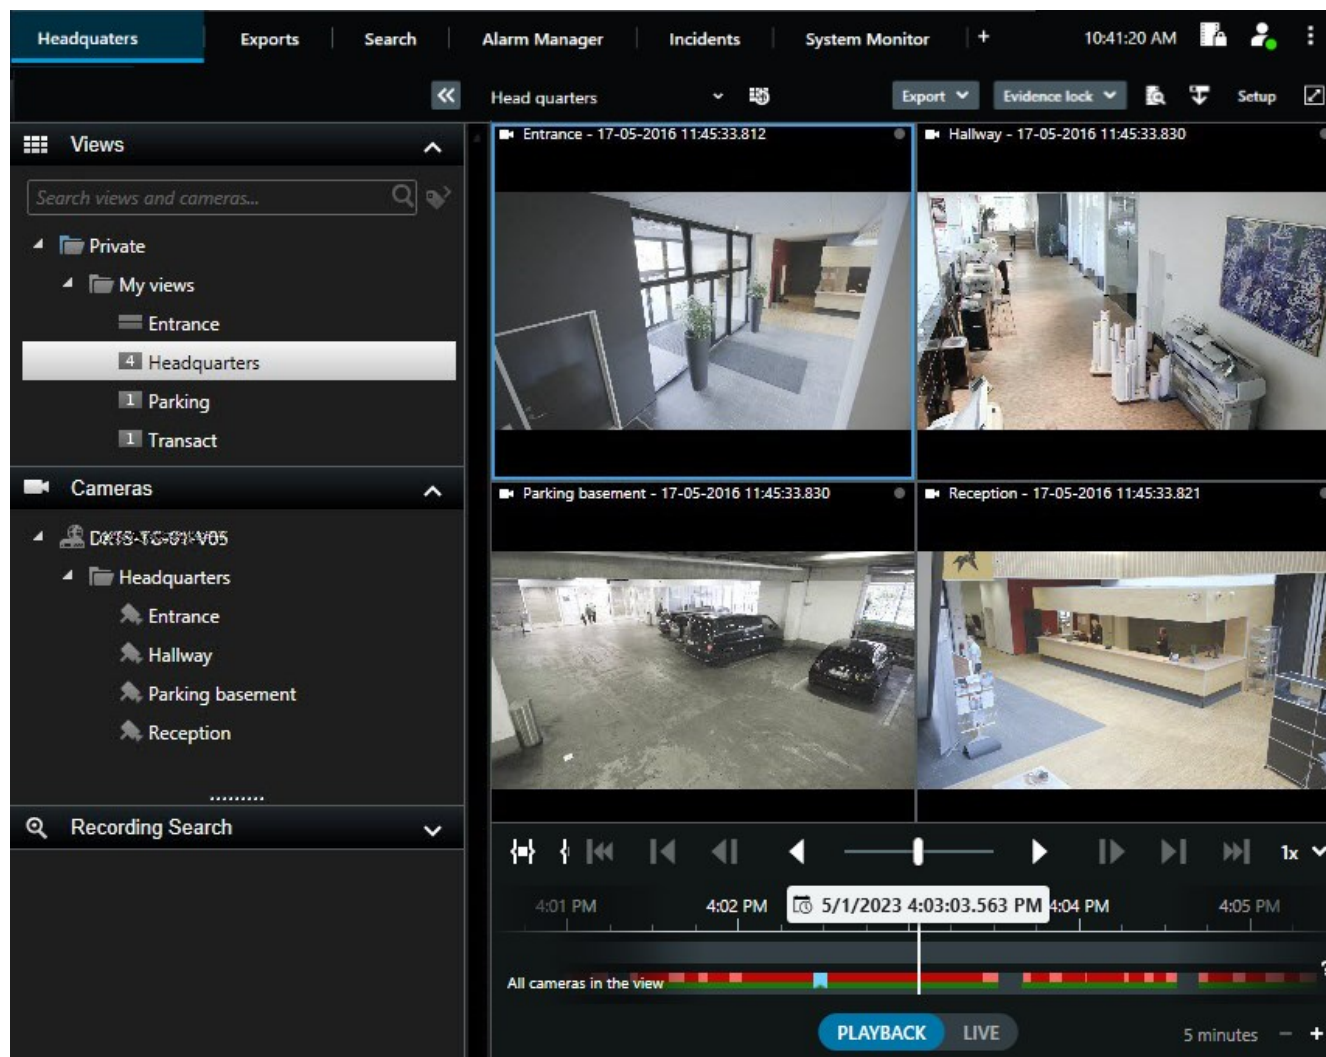 Headquaters Exports Search Alarm Manager Incidents System Monitor + 10:41:20 AM
Head quarters Export Evidence lock Setup
Views
Search views and cameras...
Private
My views
Entrance
4 Headquarters
1 Parking
1 Transact
Cameras
Headquarters
Entrance
Hallway
Parking basement
Reception
Recording Search
Entrance - 17-05-2016 11:45:33.812
Hallway - 17-05-2016 11:45:33.830
Parking basement - 17-05-2016 11:45:33.830
Reception - 17-05-2016 11:45:33.821
1x
4:01 PM 4:02 PM 5/1/2023 4:03:03.563 PM 4:04 PM 4:05 PM
All cameras in the view
PLAYBACK LIVE
5 minutes - +